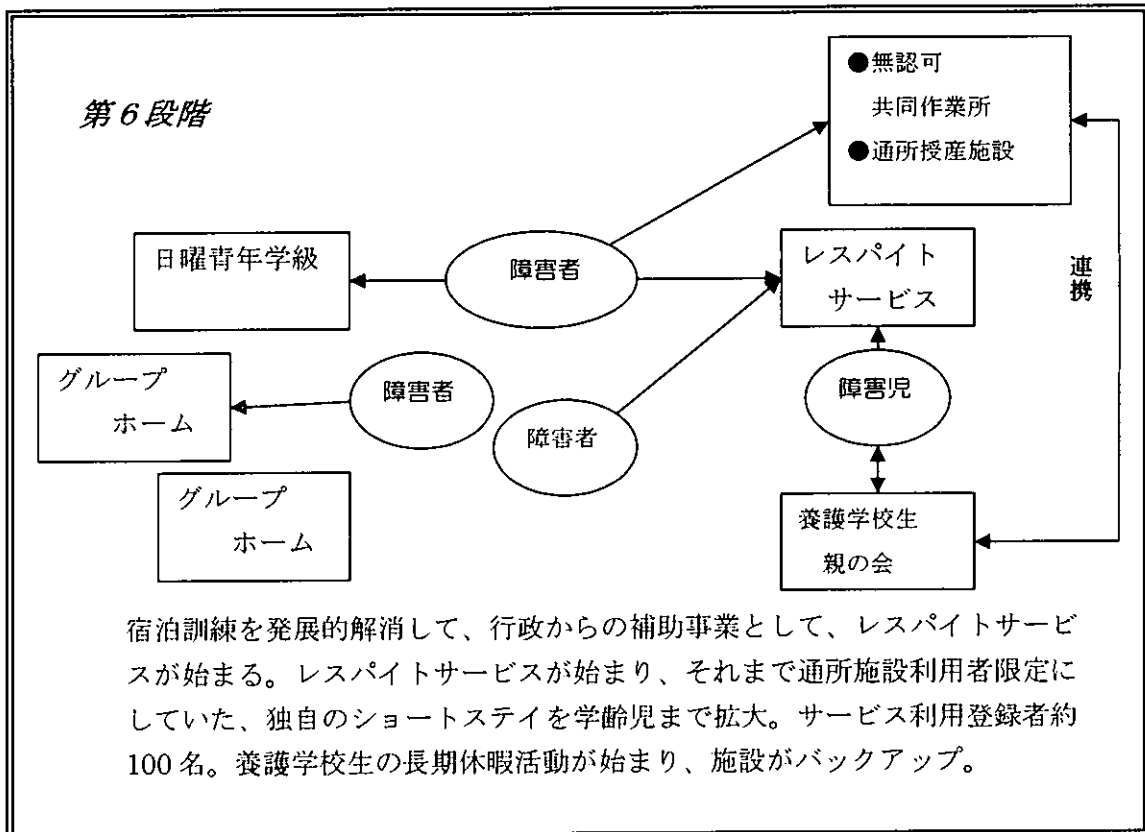 第6段階
●無認可
共同作業所
●通所授産施設
連携
日曜青年学級
障害者
レスパイト
サービス
グループ
ホーム
障害者
障害者
障害児
グループ
ホーム
養護学校生
親の会
宿泊訓練を発展的解消して、行政からの補助事業として、レスパイトサービ
スが始まる。レスパイトサービスが始まり、それまで通所施設利用者限定に
していた、独自のショートステイを学齢児まで拡大。サービス利用登録者約
100名。養護学校生の長期休暇活動が始まり、施設がバックアップ。